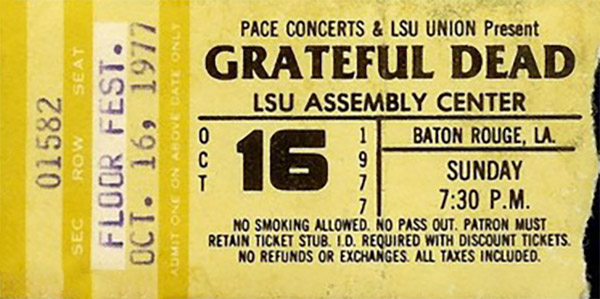 01582
SEC ROW SEAT
FLOOR FEST.
OCT. 16, 1977
ADMIT ONE ON ABOVE DATE ONLY
PACE CONCERTS & LSU UNION Present
GRATEFUL DEAD
LSU ASSEMBLY CENTER
OCT 16 1977
BATON ROUGE, LA.
SUNDAY
7:30 P.M.
NO SMOKING ALLOWED. NO PASS OUT. PATRON MUST
RETAIN TICKET STUB. I.D. REQUIRED WITH DISCOUNT TICKETS.
NO REFUNDS OR EXCHANGES. ALL TAXES INCLUDED.